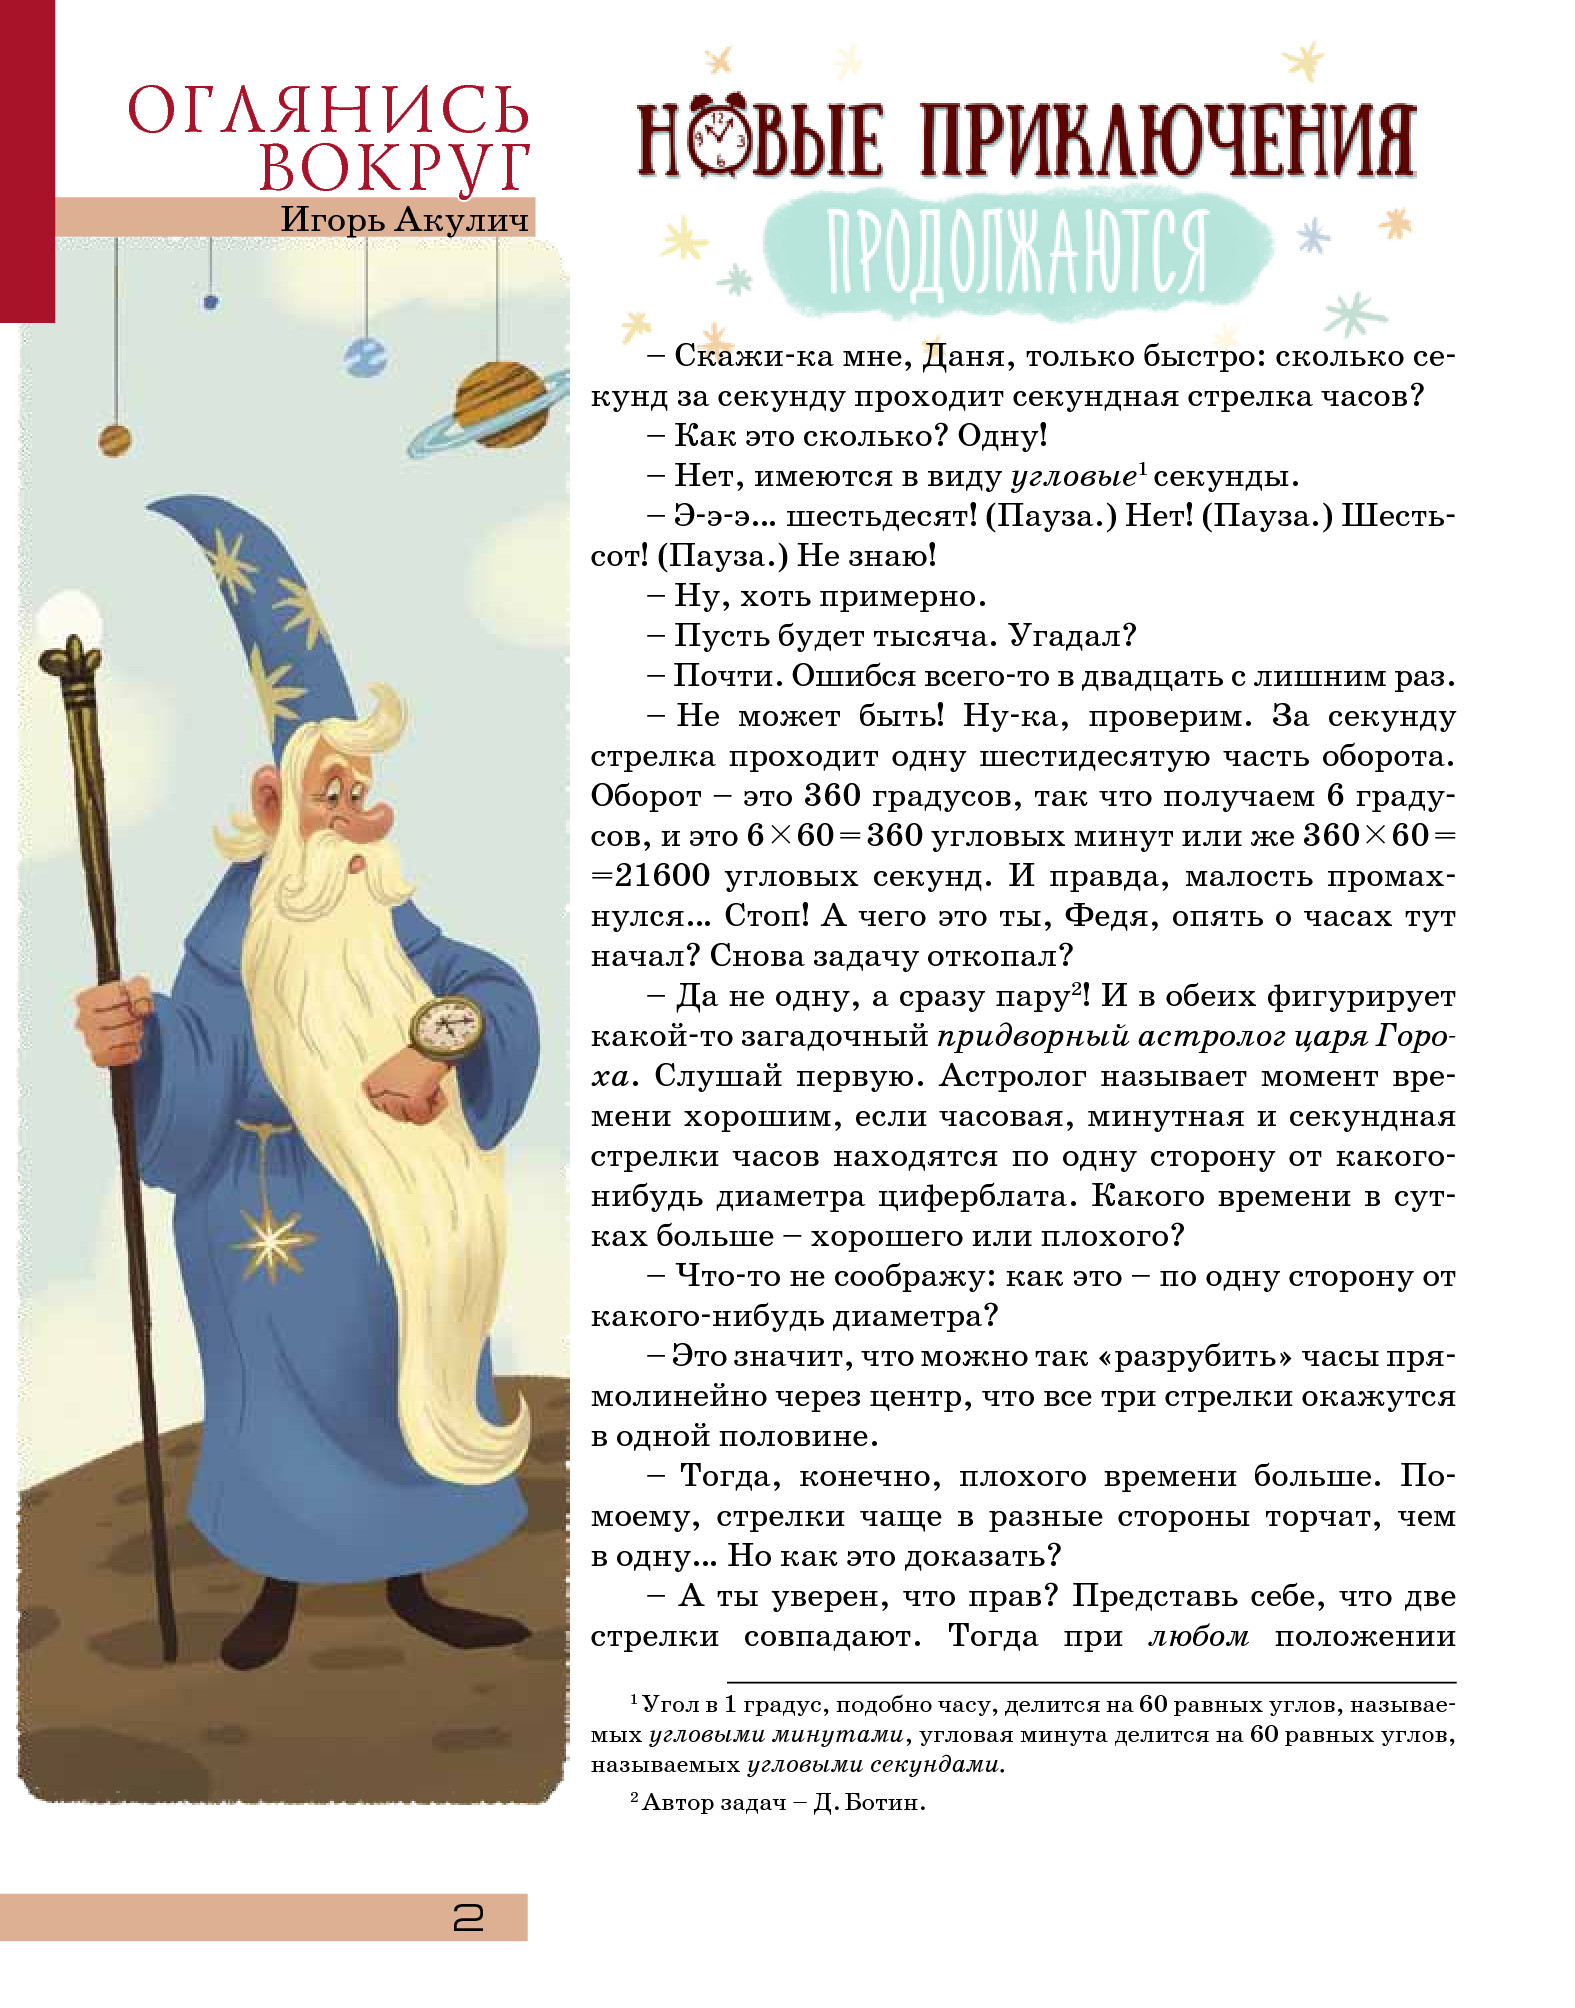 ОГЛЯНИСЬ
ВОКРУГ
Игорь Акулич
НОВЫЕ ПРИКЛЮЧЕНИЯ
ПРОДОЛЖАЮТСЯ
– Скажи-ка мне, Даня, только быстро: сколько се-
кунд за секунду проходит секундная стрелка часов?
– Как это сколько? Одну!
– Нет, имеются в виду угловые¹ секунды.
– Э-э-э... шестьдесят! (Пауза.) Нет! (Пауза.) Шесть-
сот! (Пауза.) Не знаю!
– Ну, хоть примерно.
– Пусть будет тысяча. Угадал?
– Почти. Ошибся всего-то в двадцать с лишним раз.
– Не может быть! Ну-ка, проверим. За секунду
стрелка проходит одну шестидесятую часть оборота.
Оборот – это 360 градусов, так что получаем 6 граду-
сов, и это 6×60=360 угловых минут или же 360×60=
=21600 угловых секунд. И правда, малость промах-
нулся... Стоп! А чего это ты, Федя, опять о часах тут
начал? Снова задачу откопал?
– Да не одну, а сразу пару²! И в обеих фигурирует
какой-то загадочный придворный астролог царя Горо-
ха. Слушай первую. Астролог называет момент вре-
мени хорошим, если часовая, минутная и секундная
стрелки часов находятся по одну сторону от какого-
нибудь диаметра циферблата. Какого времени в сут-
ках больше – хорошего или плохого?
– Что-то не соображу: как это – по одну сторону от
какого-нибудь диаметра?
– Это значит, что можно так «разрубить» часы пря-
молинейно через центр, что все три стрелки окажутся
в одной половине.
– Тогда, конечно, плохого времени больше. По-
моему, стрелки чаще в разные стороны торчат, чем
в одну... Но как это доказать?
– А ты уверен, что прав? Представь себе, что две
стрелки совпадают. Тогда при любом положении
¹ Угол в 1 градус, подобно часу, делится на 60 равных углов, называе-
мых угловыми минутами, угловая минута делится на 60 равных углов,
называемых угловыми секундами.
² Автор задач – Д. Ботин.
2